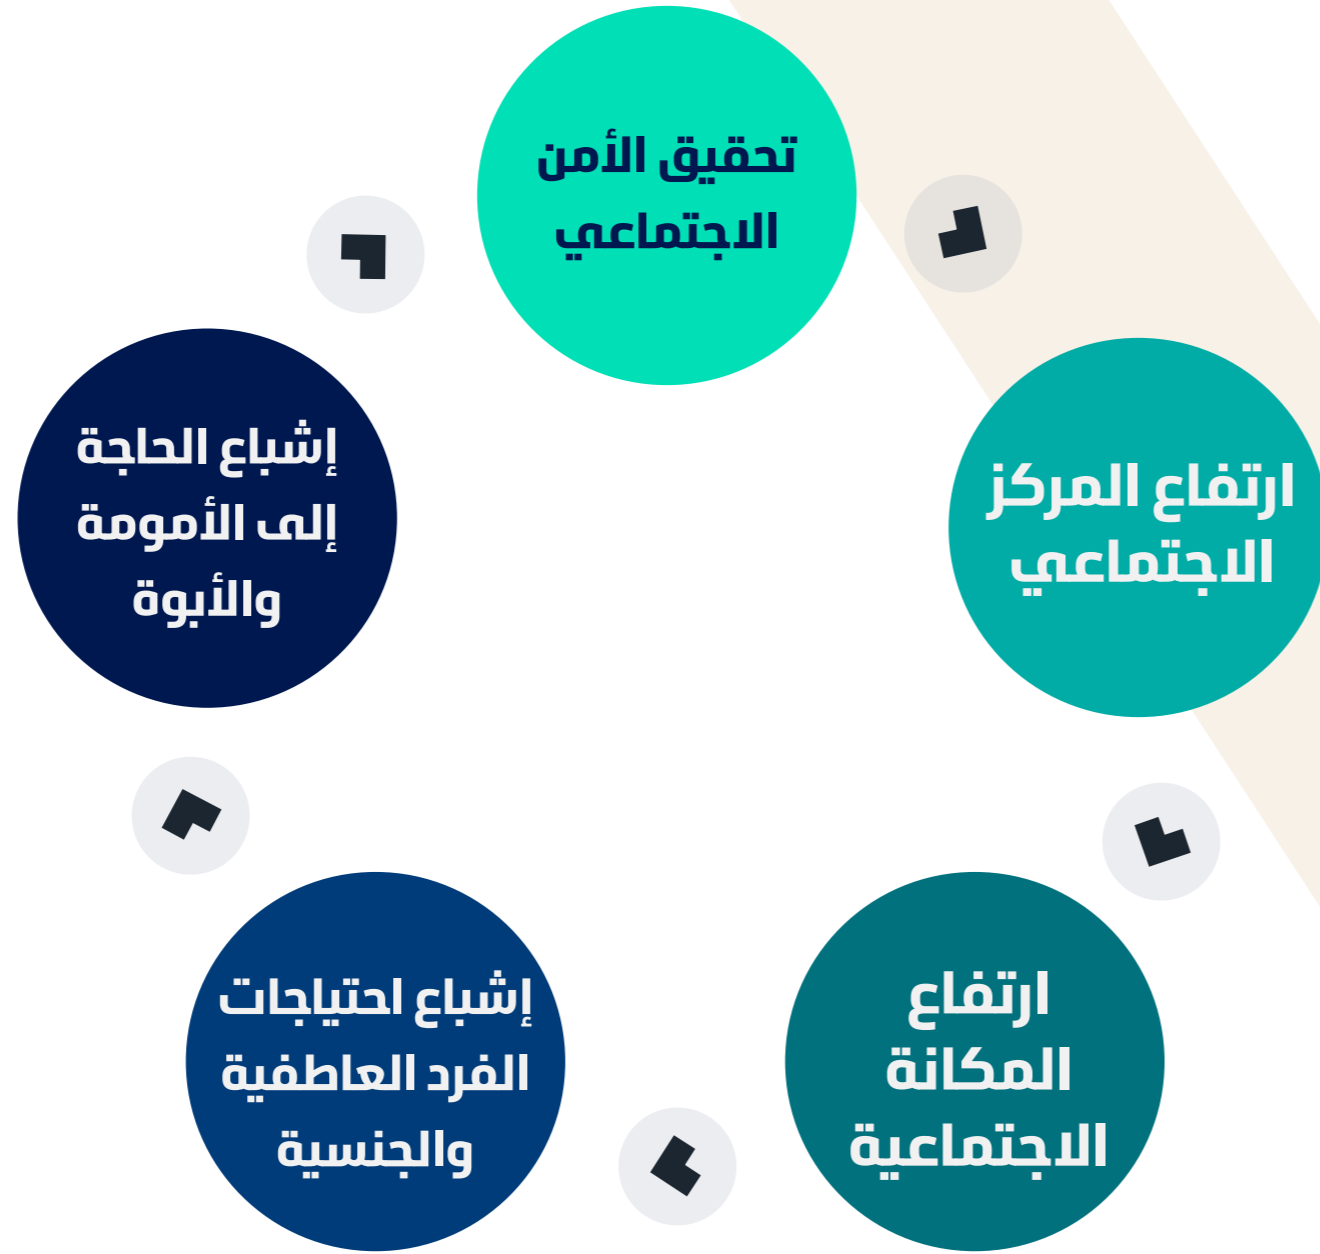 تحقيق الأمن
الاجتماعي
ارتفاع المركز
الاجتماعي
ارتفاع
المكانة
الاجتماعية
إشباع احتياجات
الفرد العاطفية
والجنسية
إشباع الحاجة
إلى الأمومة
والأبوة